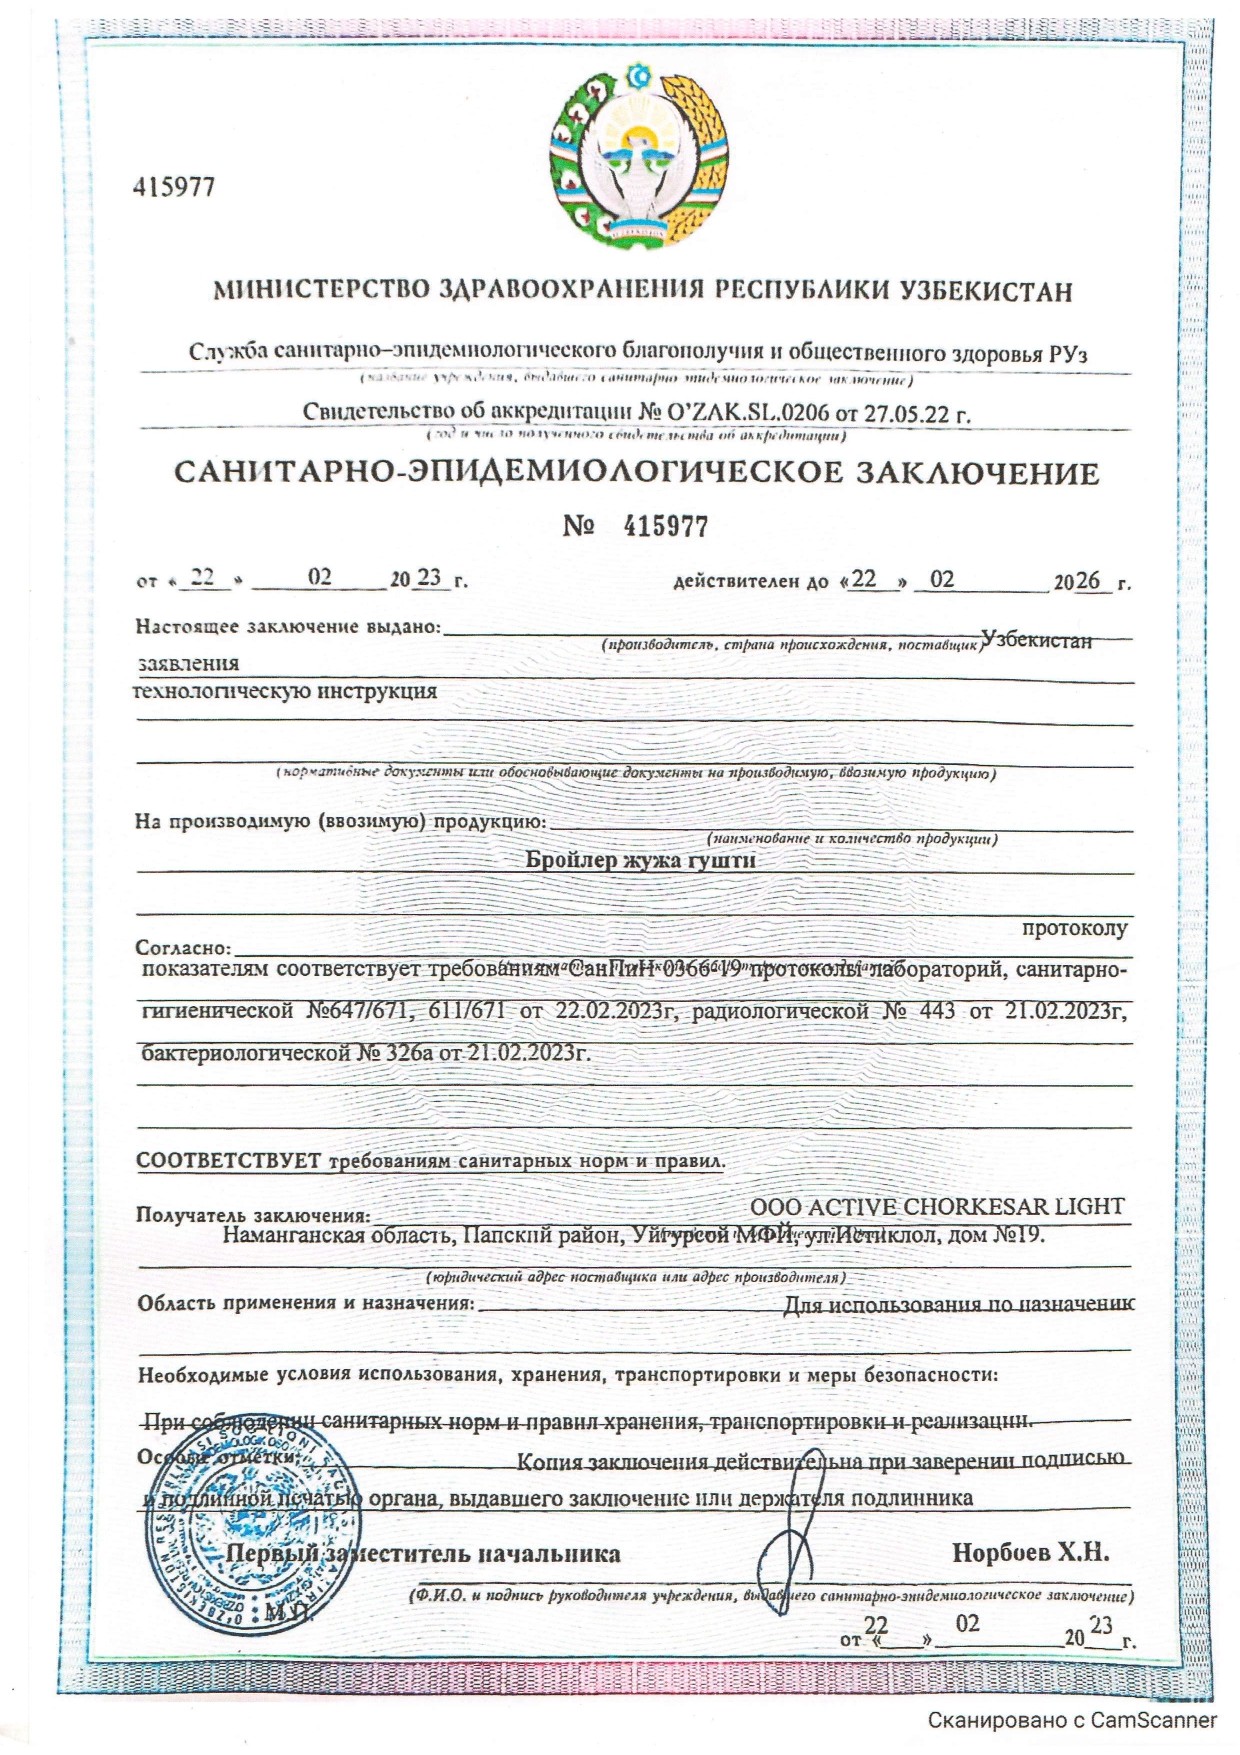 415977
МИНИСТЕРСТВО ЗДРАВООХРАНЕНИЯ РЕСПУБЛИКИ УЗБЕКИСТАН
Служба санитарно–эпидемиологического благополучия и общественного здоровья РУз
(название учреждения, выдавшего санитарно эпидемиологическое заключение)
Свидетельство об аккредитации № O’ZAK.SL.0206 от 27.05.22 г.
(год и число полученного свидетельства об аккредитации)
САНИТАРНО-ЭПИДЕМИОЛОГИЧЕСКОЕ ЗАКЛЮЧЕНИЕ
№ 415977
от « 22 » 02 20 23 г. действителен до «22 » 02 2026 г.
Настоящее заключение выдано:
(производитель, страна происхождения, поставщик) Узбекистан
заявления
технологическую инструкция
(нормативные документы или обосновывающие документы на производимую, ввозимую продукцию)
На производимую (ввозимую) продукцию:
(наименование и количество продукции)
Бройлер жужа гушти
протоколу
Согласно:
показателям соответствует требованиям СанПиН 0366-19 протоколы лабораторий, санитарно-
гигиенической №647/671, 611/671 от 22.02.2023г, радиологической № 443 от 21.02.2023г,
бактериологической № 326а от 21.02.2023г.
СООТВЕТСТВУЕТ требованиям санитарных норм и правил.
Получатель заключения: ООО ACTIVE CHORKESAR LIGHT
Наманганская область, Папский район, Уйгурсой МФЙ, ул.Истиклол, дом №19.
(юридический адрес поставщика или адрес производителя)
Область применения и назначения: Для использования по назначению
Необходимые условия использования, хранения, транспортировки и меры безопасности:
При соблюдении санитарных норм и правил хранения, транспортировки и реализации.
Особые отметки: Копия заключения действительна при заверении подписью
и подлинной печатью органа, выдавшего заключение или держателя подлинника
Первый заместитель начальника Норбоев Х.Н.
(Ф.И.О. и подпись руководителя учреждения, выдавшего санитарно-эпидемиологическое заключение)
М.П.
от «22» 02 2023 г.
Сканировано с CamScanner